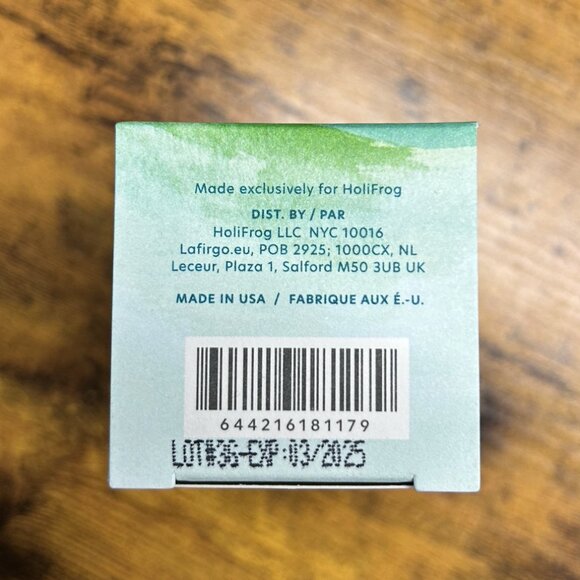 Made exclusively for HoliFrog
DIST. BY / PAR
HoliFrog LLC NYC 10016
Lafirgo.eu, POB 2925; 1000CX, NL
Leceur, Plaza 1, Salford M50 3UB UK
MADE IN USA / FABRIQUE AUX É.-U.
644216181179
LOT#36-EXP:03/2025